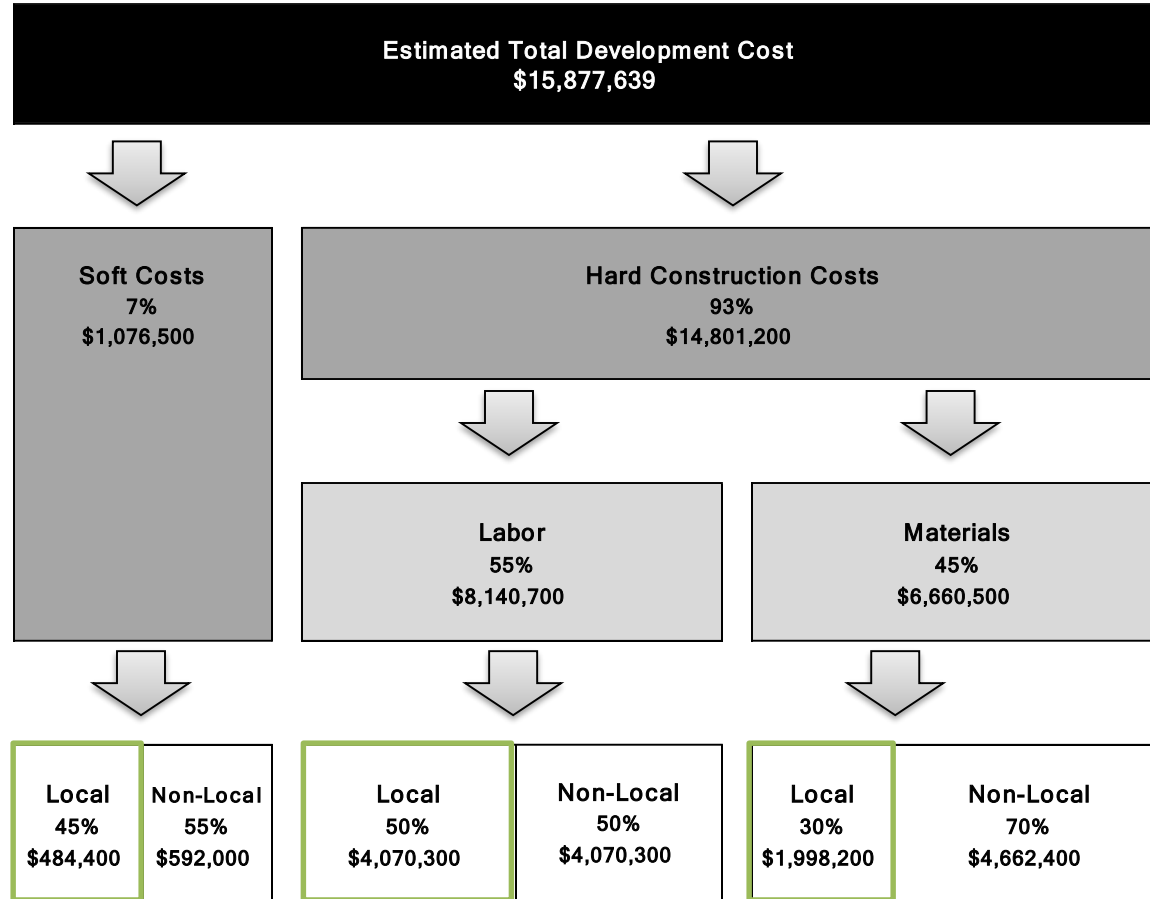 Estimated Total Development Cost
$15,877,639
Soft Costs
7%
$1,076,500
Hard Construction Costs
93%
$14,801,200
Labor
55%
$8,140,700
Materials
45%
$6,660,500
Local
45%
$484,400
Non-Local
55%
$592,000
Local
50%
$4,070,300
Non-Local
50%
$4,070,300
Local
30%
$1,998,200
Non-Local
70%
$4,662,400